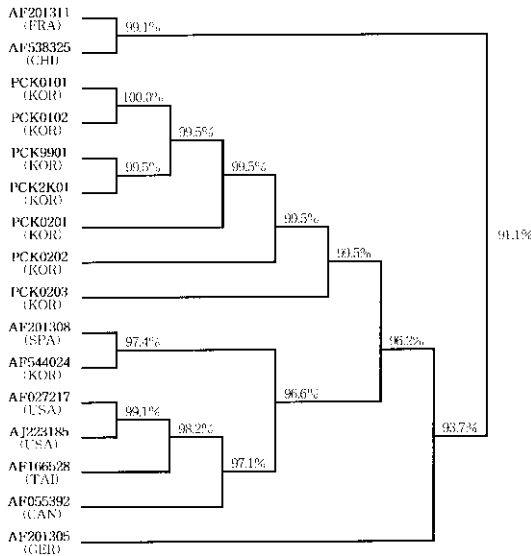 AF201311
(FRA)
99.1%
AF538325
(CHI)
PCK0101
(KOR)
100.0%
PCK0102
(KOR)
99.5%
PCK9901
(KOR)
99.5%
99.5%
PCK2K01
(KOR)
99.5%
PCK0201
(KOR)
91.1%
99.5%
PCK0202
(KOR)
PCK0203
(KOR)
AF201308
(SPA)
97.4%
96.2%
AF544024
(KOR)
96.6%
AF027217
(USA)
99.1%
AJ223185
(USA)
98.2%
93.7%
AF166528
(TAI)
97.1%
AF055392
(CAN)
AF201305
(GER)